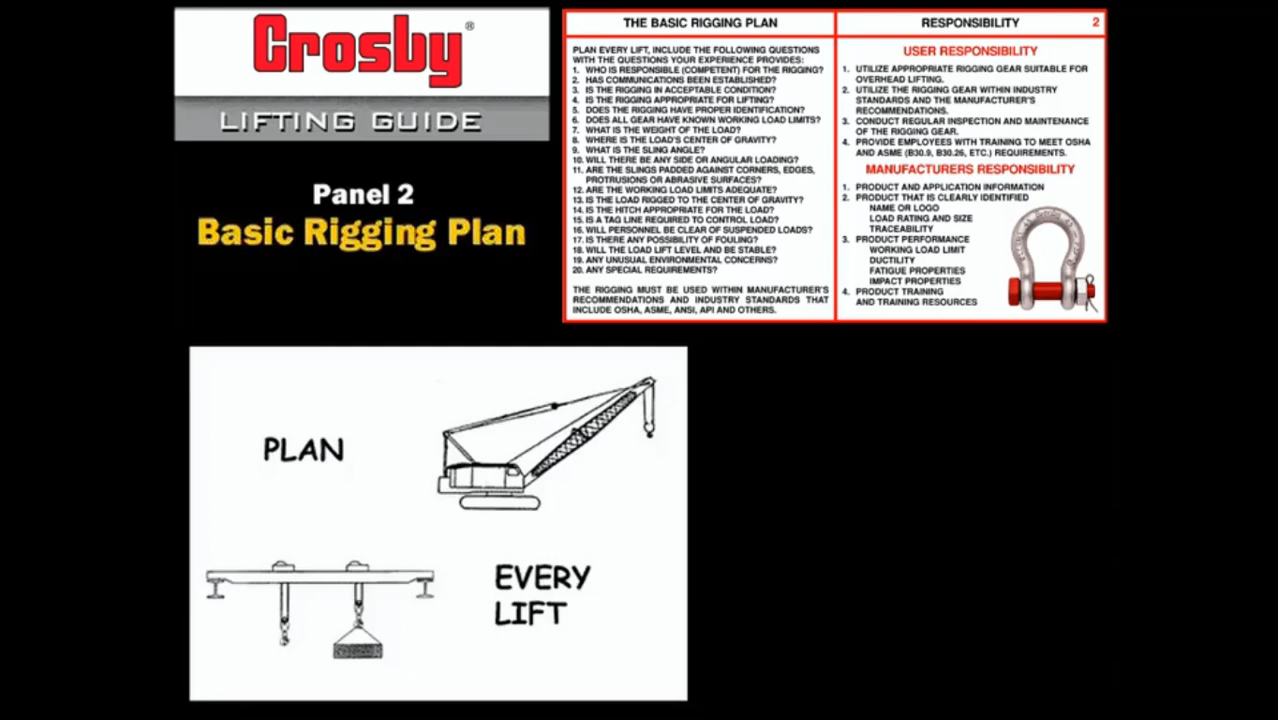 Crosby®
LIFTING GUIDE
Panel 2
Basic Rigging Plan
THE BASIC RIGGING PLAN
PLAN EVERY LIFT, INCLUDE THE FOLLOWING QUESTIONS
WITH THE QUESTIONS YOUR EXPERIENCE PROVIDES:
1. WHO IS RESPONSIBLE (COMPETENT) FOR THE RIGGING?
2. HAS COMMUNICATIONS BEEN ESTABLISHED?
3. IS THE RIGGING IN ACCEPTABLE CONDITION?
4. IS THE RIGGING APPROPRIATE FOR LIFTING?
5. DOES THE RIGGING HAVE PROPER IDENTIFICATION?
6. DOES ALL GEAR HAVE KNOWN WORKING LOAD LIMITS?
7. WHAT IS THE WEIGHT OF THE LOAD?
8. WHERE IS THE LOAD'S CENTER OF GRAVITY?
9. WHAT IS THE SLING ANGLE?
10. WILL THERE BE ANY SIDE OR ANGULAR LOADING?
11. ARE THE SLINGS PADDED AGAINST CORNERS, EDGES,
PROTRUSIONS OR ABRASIVE SURFACES?
12. ARE THE WORKING LOAD LIMITS ADEQUATE?
13. IS THE LOAD RIGGED TO THE CENTER OF GRAVITY?
14. IS THE HITCH APPROPRIATE FOR THE LOAD?
15. IS A TAG LINE REQUIRED TO CONTROL LOAD?
16. WILL PERSONNEL BE CLEAR OF SUSPENDED LOADS?
17. IS THERE ANY POSSIBILITY OF FOULING?
18. WILL THE LOAD LIFT LEVEL AND BE STABLE?
19. ANY UNUSUAL ENVIRONMENTAL CONCERNS?
20. ANY SPECIAL REQUIREMENTS?
THE RIGGING MUST BE USED WITHIN MANUFACTURER'S
RECOMMENDATIONS AND INDUSTRY STANDARDS THAT
INCLUDE OSHA, ASME, ANSI, API AND OTHERS.
RESPONSIBILITY 2
USER RESPONSIBILITY
1. UTILIZE APPROPRIATE RIGGING GEAR SUITABLE FOR
OVERHEAD LIFTING.
2. UTILIZE THE RIGGING GEAR WITHIN INDUSTRY
STANDARDS AND THE MANUFACTURER'S
RECOMMENDATIONS.
3. CONDUCT REGULAR INSPECTION AND MAINTENANCE
OF THE RIGGING GEAR.
4. PROVIDE EMPLOYEES WITH TRAINING TO MEET OSHA
AND ASME (B30.9, B30.26, ETC.) REQUIREMENTS.
MANUFACTURERS RESPONSIBILITY
1. PRODUCT AND APPLICATION INFORMATION
2. PRODUCT THAT IS CLEARLY IDENTIFIED
NAME OR LOGO
LOAD RATING AND SIZE
TRACEABILITY
3. PRODUCT PERFORMANCE
WORKING LOAD LIMIT
DUCTILITY
FATIGUE PROPERTIES
IMPACT PROPERTIES
4. PRODUCT TRAINING
AND TRAINING RESOURCES
PLAN
EVERY
LIFT